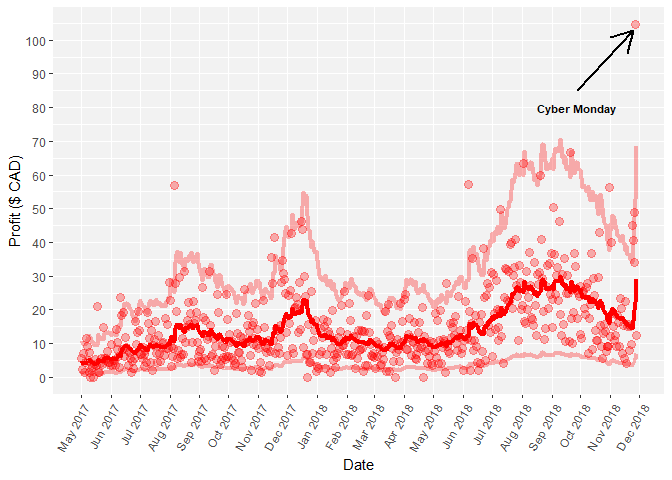 100
90
80
Cyber Monday
70
60
50
40
30
20
10
0
Profit ($ CAD)
May 2017
Jun 2017
Jul 2017
Aug 2017
Sep 2017
Oct 2017
Nov 2017
Dec 2017
Jan 2018
Feb 2018
Mar 2018
Apr 2018
May 2018
Jun 2018
Jul 2018
Aug 2018
Sep 2018
Oct 2018
Nov 2018
Dec 2018
Date